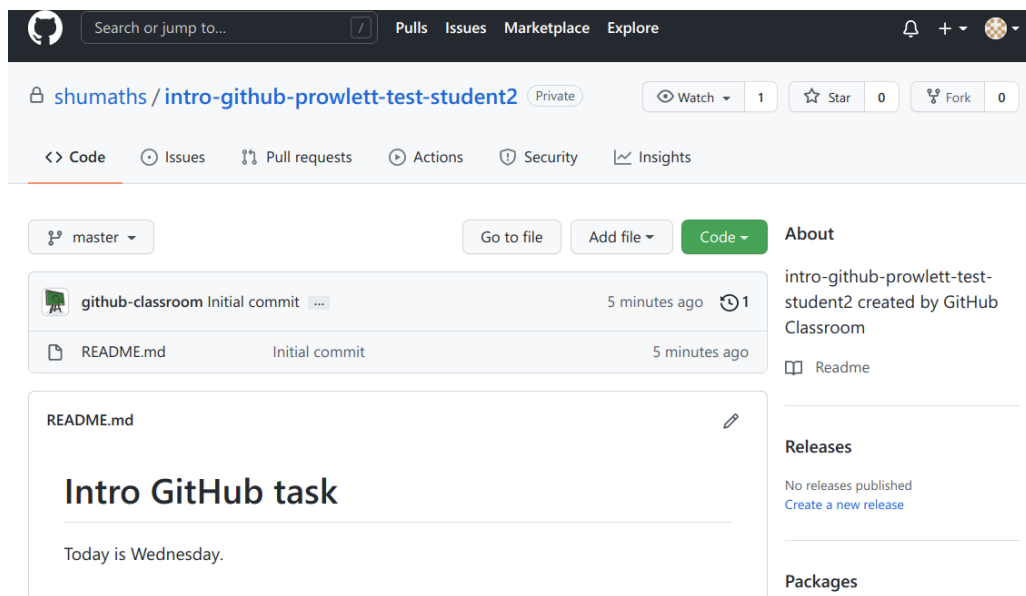 Search or jump to... / Pulls Issues Marketplace Explore
shumaths / intro-github-prowlett-test-student2 Private Watch 1 Star 0 Fork 0
<> Code Issues Pull requests Actions Security Insights
master Go to file Add file Code
github-classroom Initial commit ... 5 minutes ago 1
README.md Initial commit 5 minutes ago
README.md
Intro GitHub task
Today is Wednesday.
About
intro-github-prowlett-test-
student2 created by GitHub
Classroom
Readme
Releases
No releases published
Create a new release
Packages